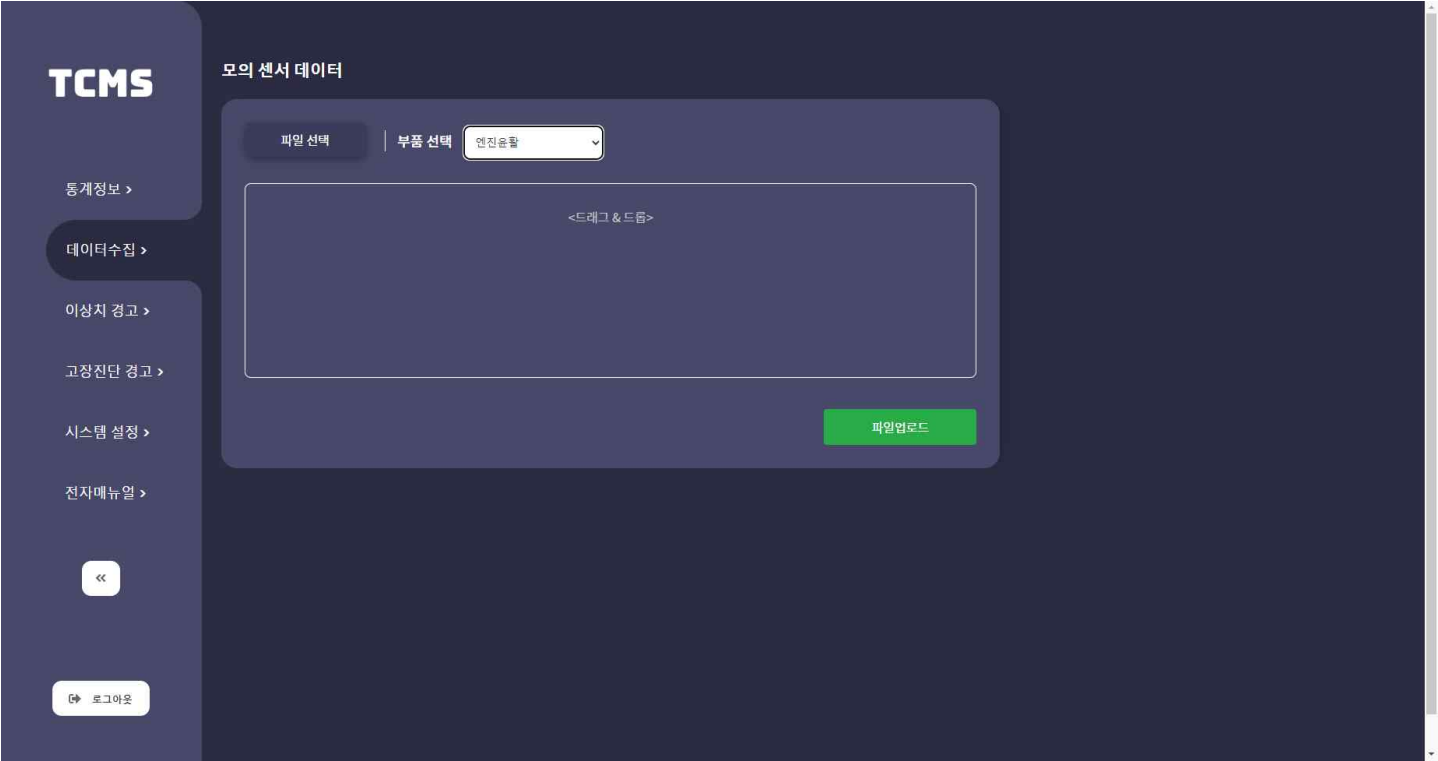 TCMS
통계정보 >
데이터수집 >
이상치 경고 >
고장진단 경고 >
시스템 설정 >
전자매뉴얼 >
«
로그아웃
모의 센서 데이터
파일 선택 | 부품 선택 엔진윤활
<드래그 & 드롭>
파일업로드